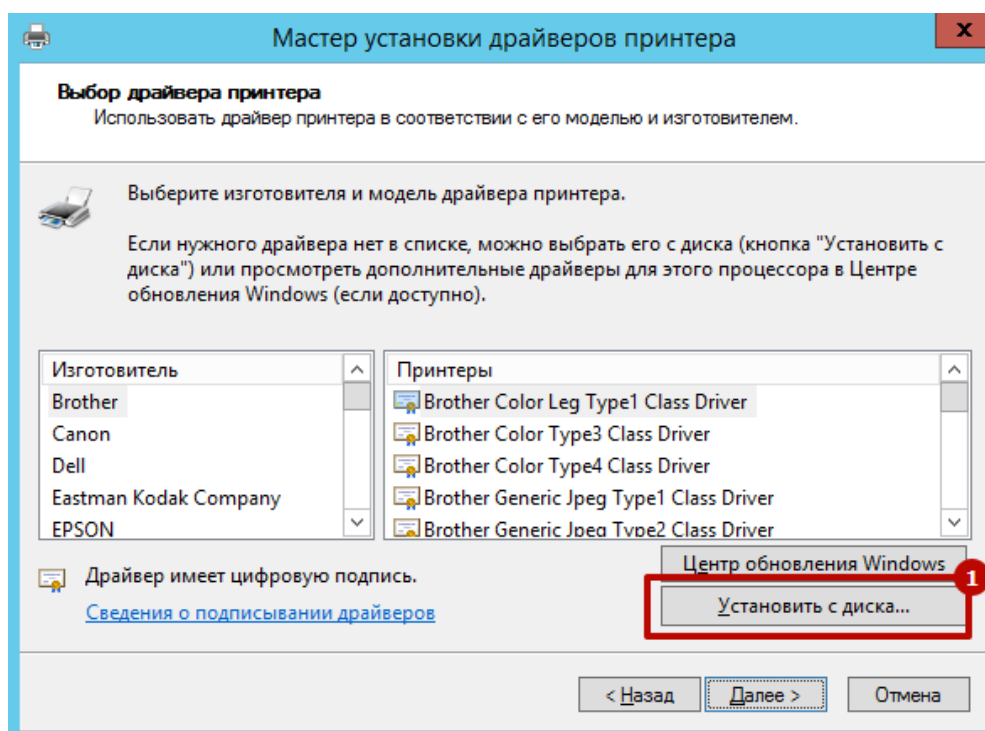 Мастер установки драйверов принтера
x
Выбор драйвера принтера
Использовать драйвер принтера в соответствии с его моделью и изготовителем.
Выберите изготовителя и модель драйвера принтера.
Если нужного драйвера нет в списке, можно выбрать его с диска (кнопка "Установить с
диска") или просмотреть дополнительные драйверы для этого процессора в Центре
обновления Windows (если доступно).
Изготовитель
Brother
Canon
Dell
Eastman Kodak Company
EPSON
Принтеры
Brother Color Leg Type1 Class Driver
Brother Color Type3 Class Driver
Brother Color Type4 Class Driver
Brother Generic Jpeg Type1 Class Driver
Brother Generic Jpeg Type2 Class Driver
Драйвер имеет цифровую подпись.
Сведения о подписывании драйверов
Центр обновления Windows
1
Установить с диска...
< Назад
Далее >
Отмена